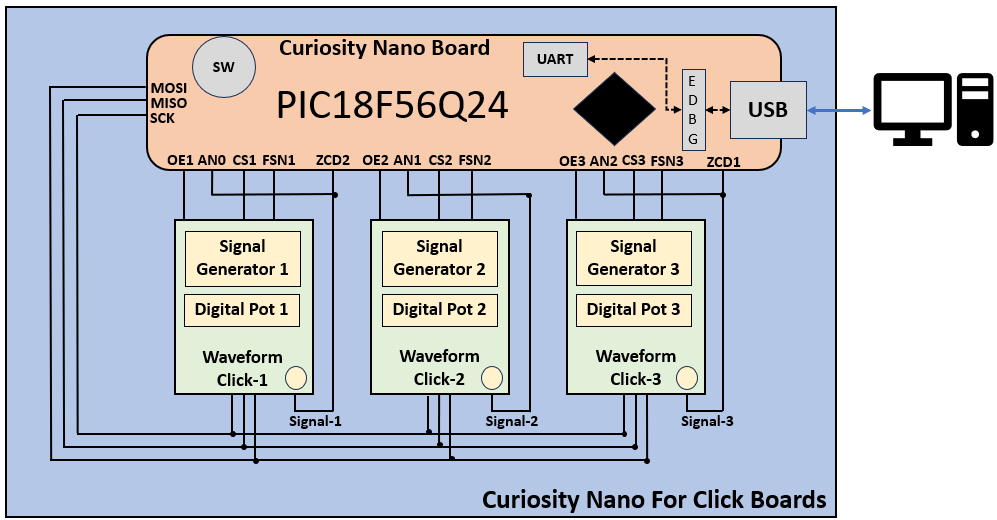 Curiosity Nano Board
SW
UART
PIC18F56Q24
E
D
B
G
USB
MOSI
MISO
SCK
OE1 AN0 CS1 FSN1 ZCD2 OE2 AN1 CS2 FSN2 OE3 AN2 CS3 FSN3 ZCD1
Signal
Generator 1
Digital Pot 1
Waveform
Click-1
Signal-1
Signal
Generator 2
Digital Pot 2
Waveform
Click-2
Signal-2
Signal
Generator 3
Digital Pot 3
Waveform
Click-3
Signal-3
Curiosity Nano For Click Boards